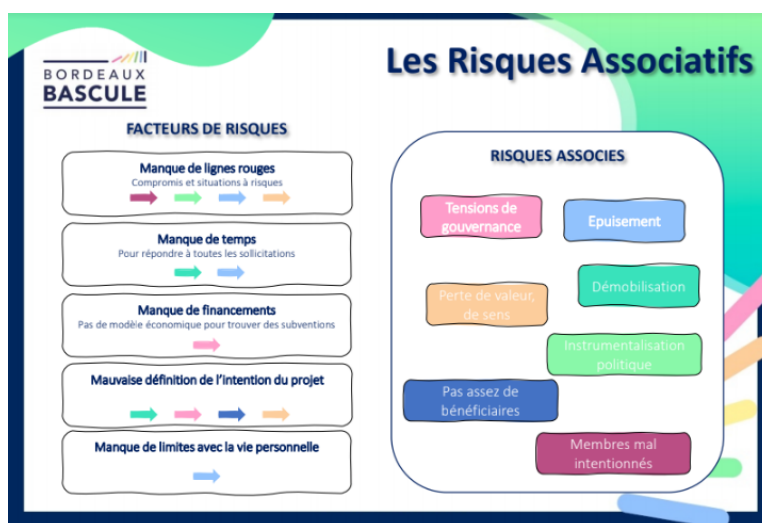 BORDEAUX
BASCULE
Les Risques Associatifs
FACTEURS DE RISQUES
Manque de lignes rouges
Compromis et situations à risques
Manque de temps
Pour répondre à toutes les sollicitations
Manque de financements
Pas de modèle économique pour trouver des subventions
Mauvaise définition de l'intention du projet
Manque de limites avec la vie personnelle
RISQUES ASSOCIES
Tensions de
gouvernance
Epuisement
Démobilisation
Perte de valeur,
de sens
Instrumentalisation
politique
Pas assez de
bénéficiaires
Membres mal
intentionnés